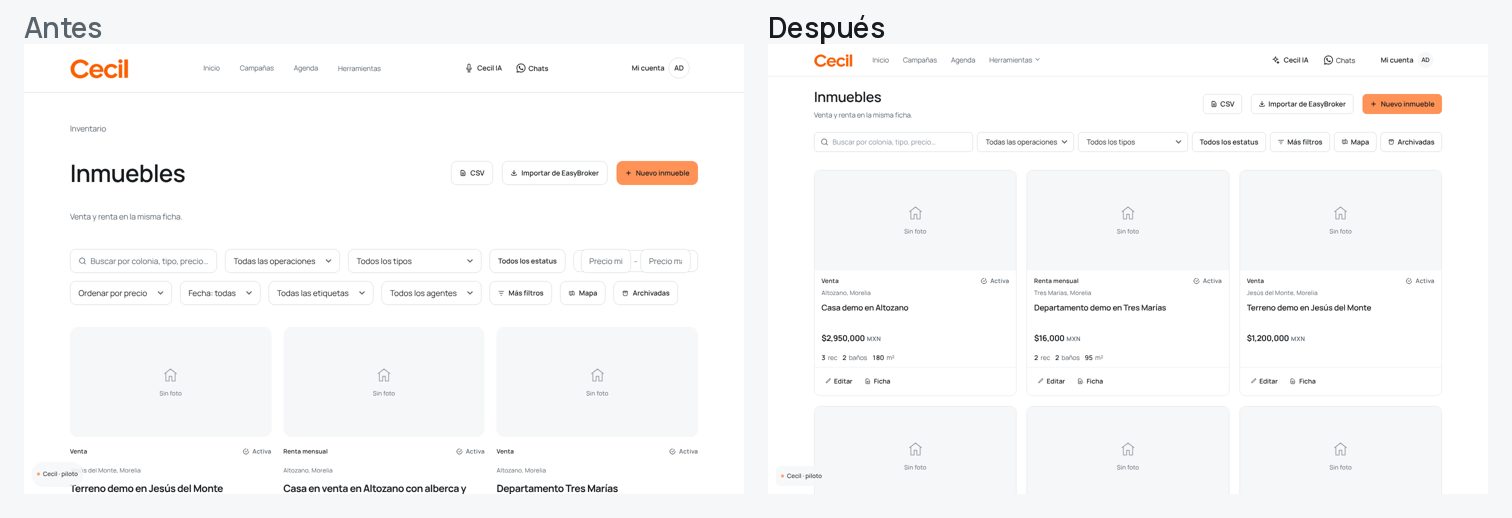 Antes
Cecil
Inicio
Campañas
Agenda
Herramientas
Cecil IA
Chats
Mi cuenta
AD
Inventario
Inmuebles
CSV
Importar de EasyBroker
+ Nuevo inmueble
Venta y renta en la misma ficha.
Buscar por colonia, tipo, precio...
Todas las operaciones
Todos los tipos
Todos los estatus
Precio mí
–
Precio má
Ordenar por precio
Fecha: todas
Todas las etiquetas
Todos los agentes
Más filtros
Mapa
Archivadas
Sin foto
Sin foto
Sin foto
Venta
Activa
Renta mensual
Activa
Venta
Activa
s del Monte, Morelia
Altozano, Morelia
Altozano, Morelia
Cecil · piloto
Terreno demo en Jesús del Monte
Casa en venta en Altozano con alberca y
Departamento Tres Marías
Después
Cecil
Inicio
Campañas
Agenda
Herramientas
Cecil IA
Chats
Mi cuenta
AD
Inmuebles
Venta y renta en la misma ficha.
CSV
Importar de EasyBroker
+ Nuevo inmueble
Buscar por colonia, tipo, precio...
Todas las operaciones
Todos los tipos
Todos los estatus
Más filtros
Mapa
Archivadas
Sin foto
Sin foto
Sin foto
Venta
Activa
Altozano, Morelia
Casa demo en Altozano
$2,950,000 MXN
3 rec 2 baños 180 m²
Editar
Ficha
Renta mensual
Activa
Tres Marías, Morelia
Departamento demo en Tres Marías
$16,000 MXN
2 rec 2 baños 95 m²
Editar
Ficha
Venta
Activa
Jesús del Monte, Morelia
Terreno demo en Jesús del Monte
$1,200,000 MXN
Editar
Ficha
Sin foto
Sin foto
Sin foto
Cecil · piloto